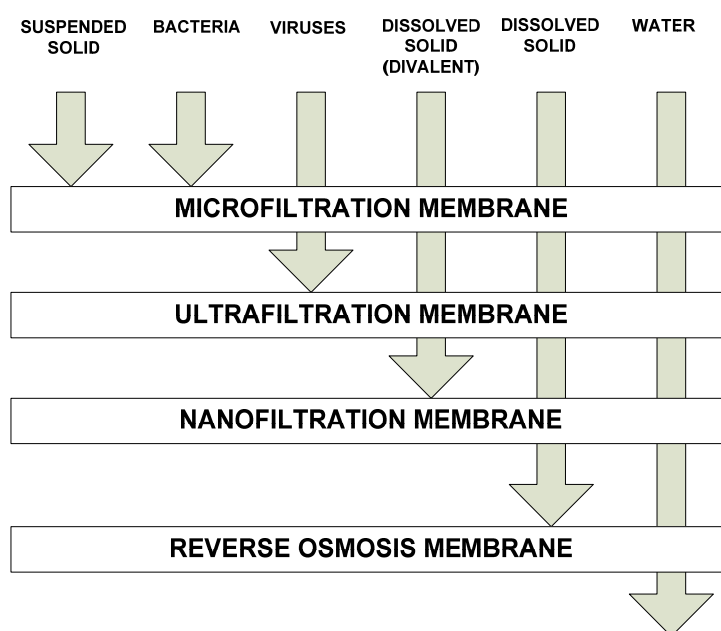 SUSPENDED
SOLID
BACTERIA
VIRUSES
DISSOLVED
SOLID
(DIVALENT)
DISSOLVED
SOLID
WATER
MICROFILTRATION MEMBRANE
ULTRAFILTRATION MEMBRANE
NANOFILTRATION MEMBRANE
REVERSE OSMOSIS MEMBRANE